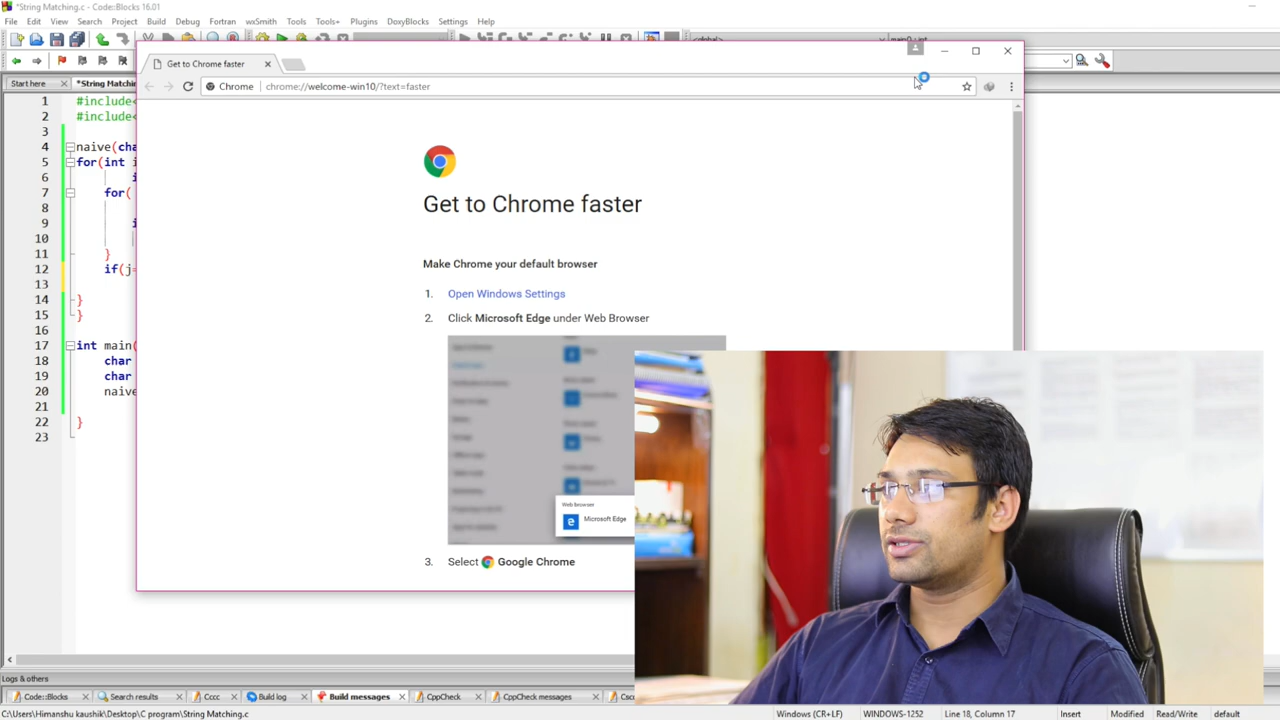 *String Matching.c - Code::Blocks 16.01
File Edit View Search Project Build Debug Fortran wxSmith Tools Tools+ Plugins DoxyBlocks Settings Help
<global>
main() : int
Start here
*String Matchin
Get to Chrome faster
Chrome chrome://welcome-win10/?text=faster
1 #include<
2 #include<
3
4 naive(cha
5 for(int i
6 i
7 for(
8
9 i
10
11 }
12 if(j=
13
14 }
15 }
16
17 int main(
18 char
19 char
20 naive
21
22 }
23
Get to Chrome faster
Make Chrome your default browser
1. Open Windows Settings
2. Click Microsoft Edge under Web Browser
Web browser
Microsoft Edge
3. Select Google Chrome
Logs & others
Code::Blocks Search results Cccc Build log Build messages CppCheck CppCheck messages Csc
C:\Users\Himanshu kaushik\Desktop\C program\String Matching.c Windows (CR+LF) WINDOWS-1252 Line 18, Column 17 Insert Modified Read/Write default